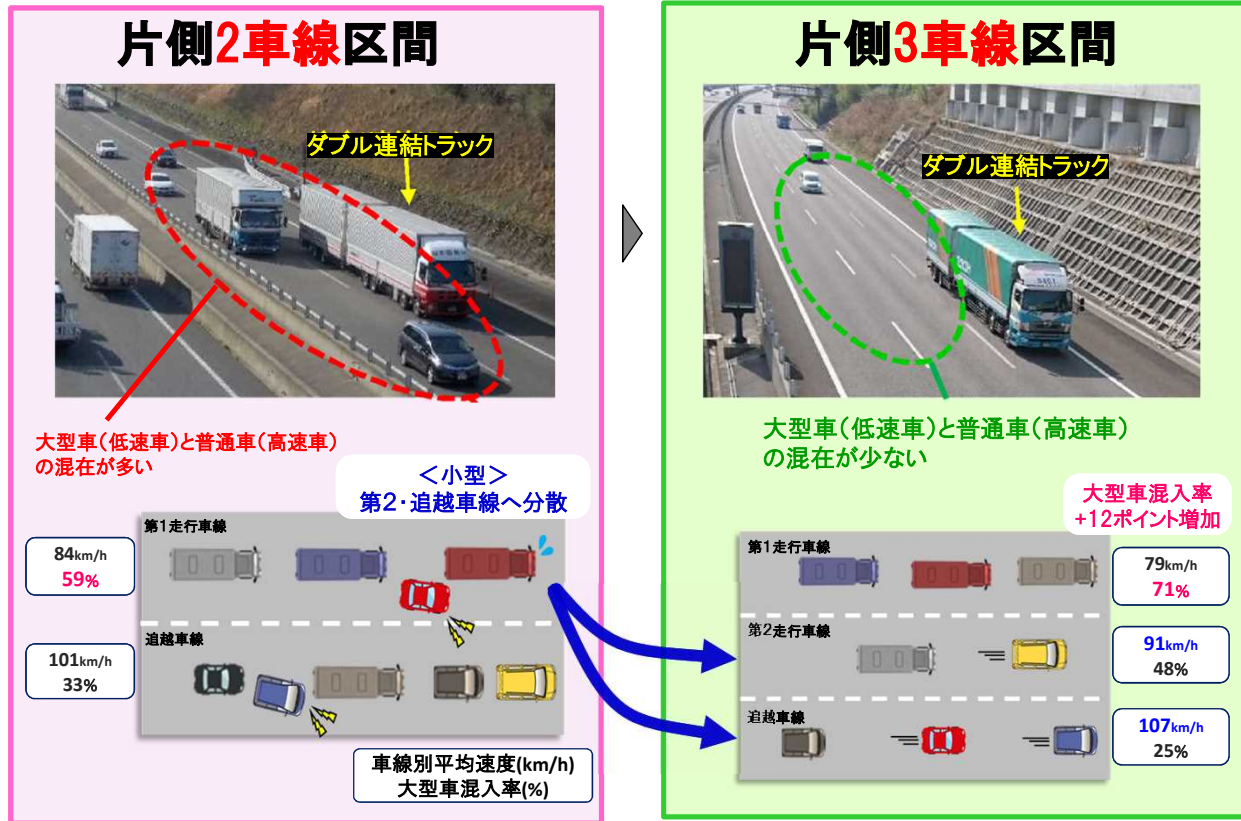 片側2車線区間
ダブル連結トラック
大型車(低速車)と普通車(高速車)
の混在が多い
<小型>
第2・追越車線へ分散
第1走行車線
84km/h
59%
追越車線
101km/h
33%
車線別平均速度(km/h)
大型車混入率(%)
片側3車線区間
ダブル連結トラック
大型車(低速車)と普通車(高速車)
の混在が少ない
大型車混入率
+12ポイント増加
第1走行車線
79km/h
71%
第2走行車線
91km/h
48%
追越車線
107km/h
25%